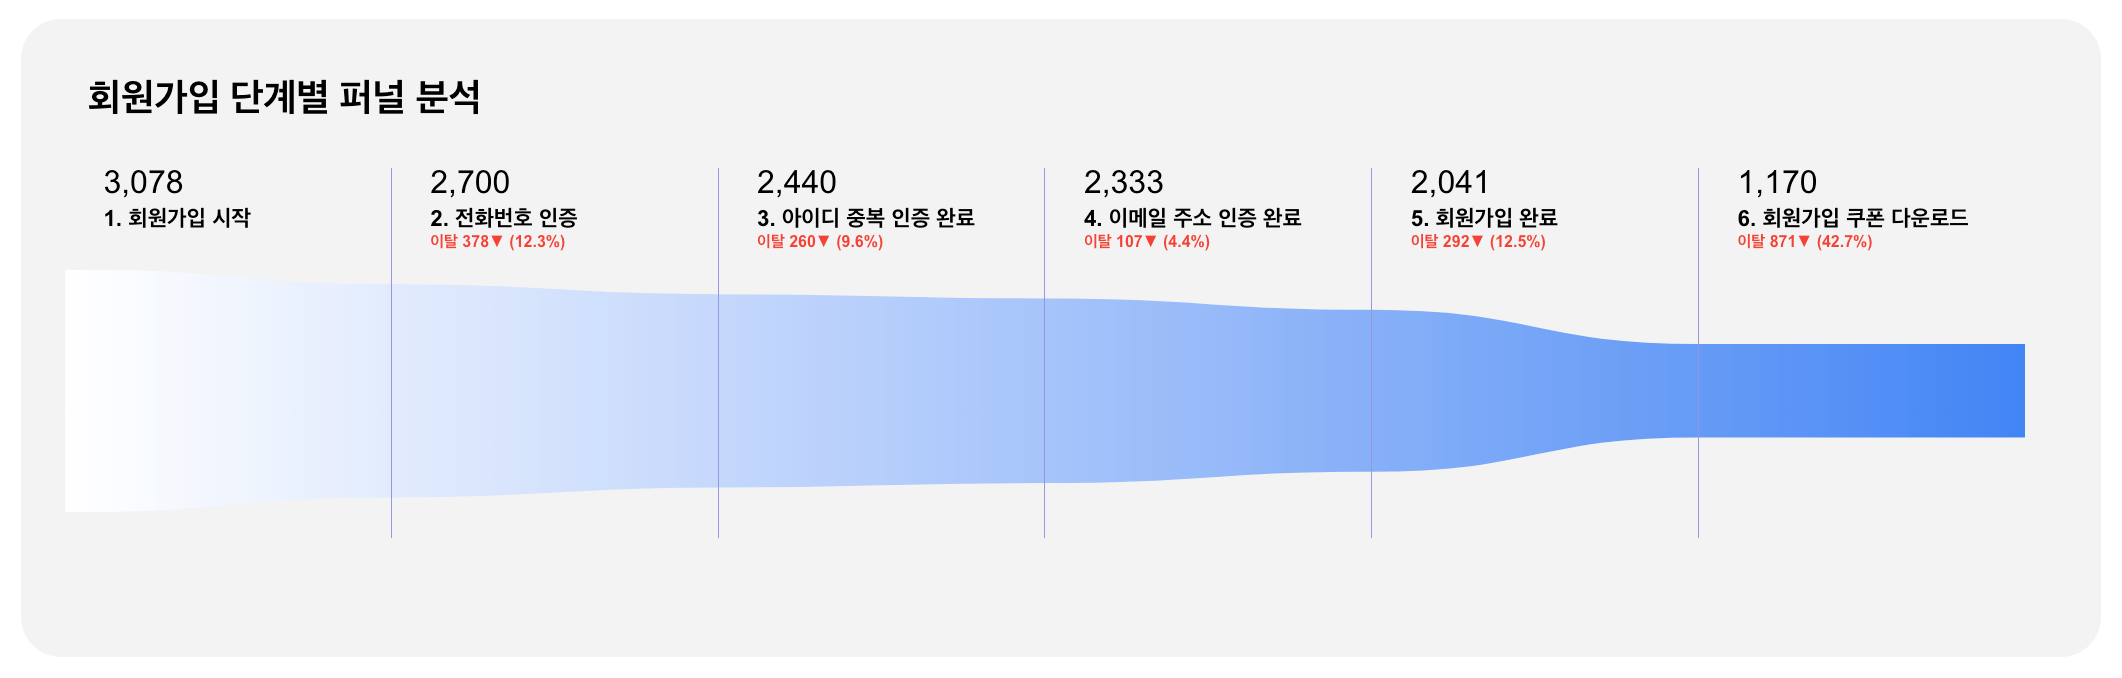 회원가입 단계별 퍼널 분석
3,078
1. 회원가입 시작
2,700
2. 전화번호 인증
이탈 378▼ (12.3%)
2,440
3. 아이디 중복 인증 완료
이탈 260▼ (9.6%)
2,333
4. 이메일 주소 인증 완료
이탈 107▼ (4.4%)
2,041
5. 회원가입 완료
이탈 292▼ (12.5%)
1,170
6. 회원가입 쿠폰 다운로드
이탈 871▼ (42.7%)